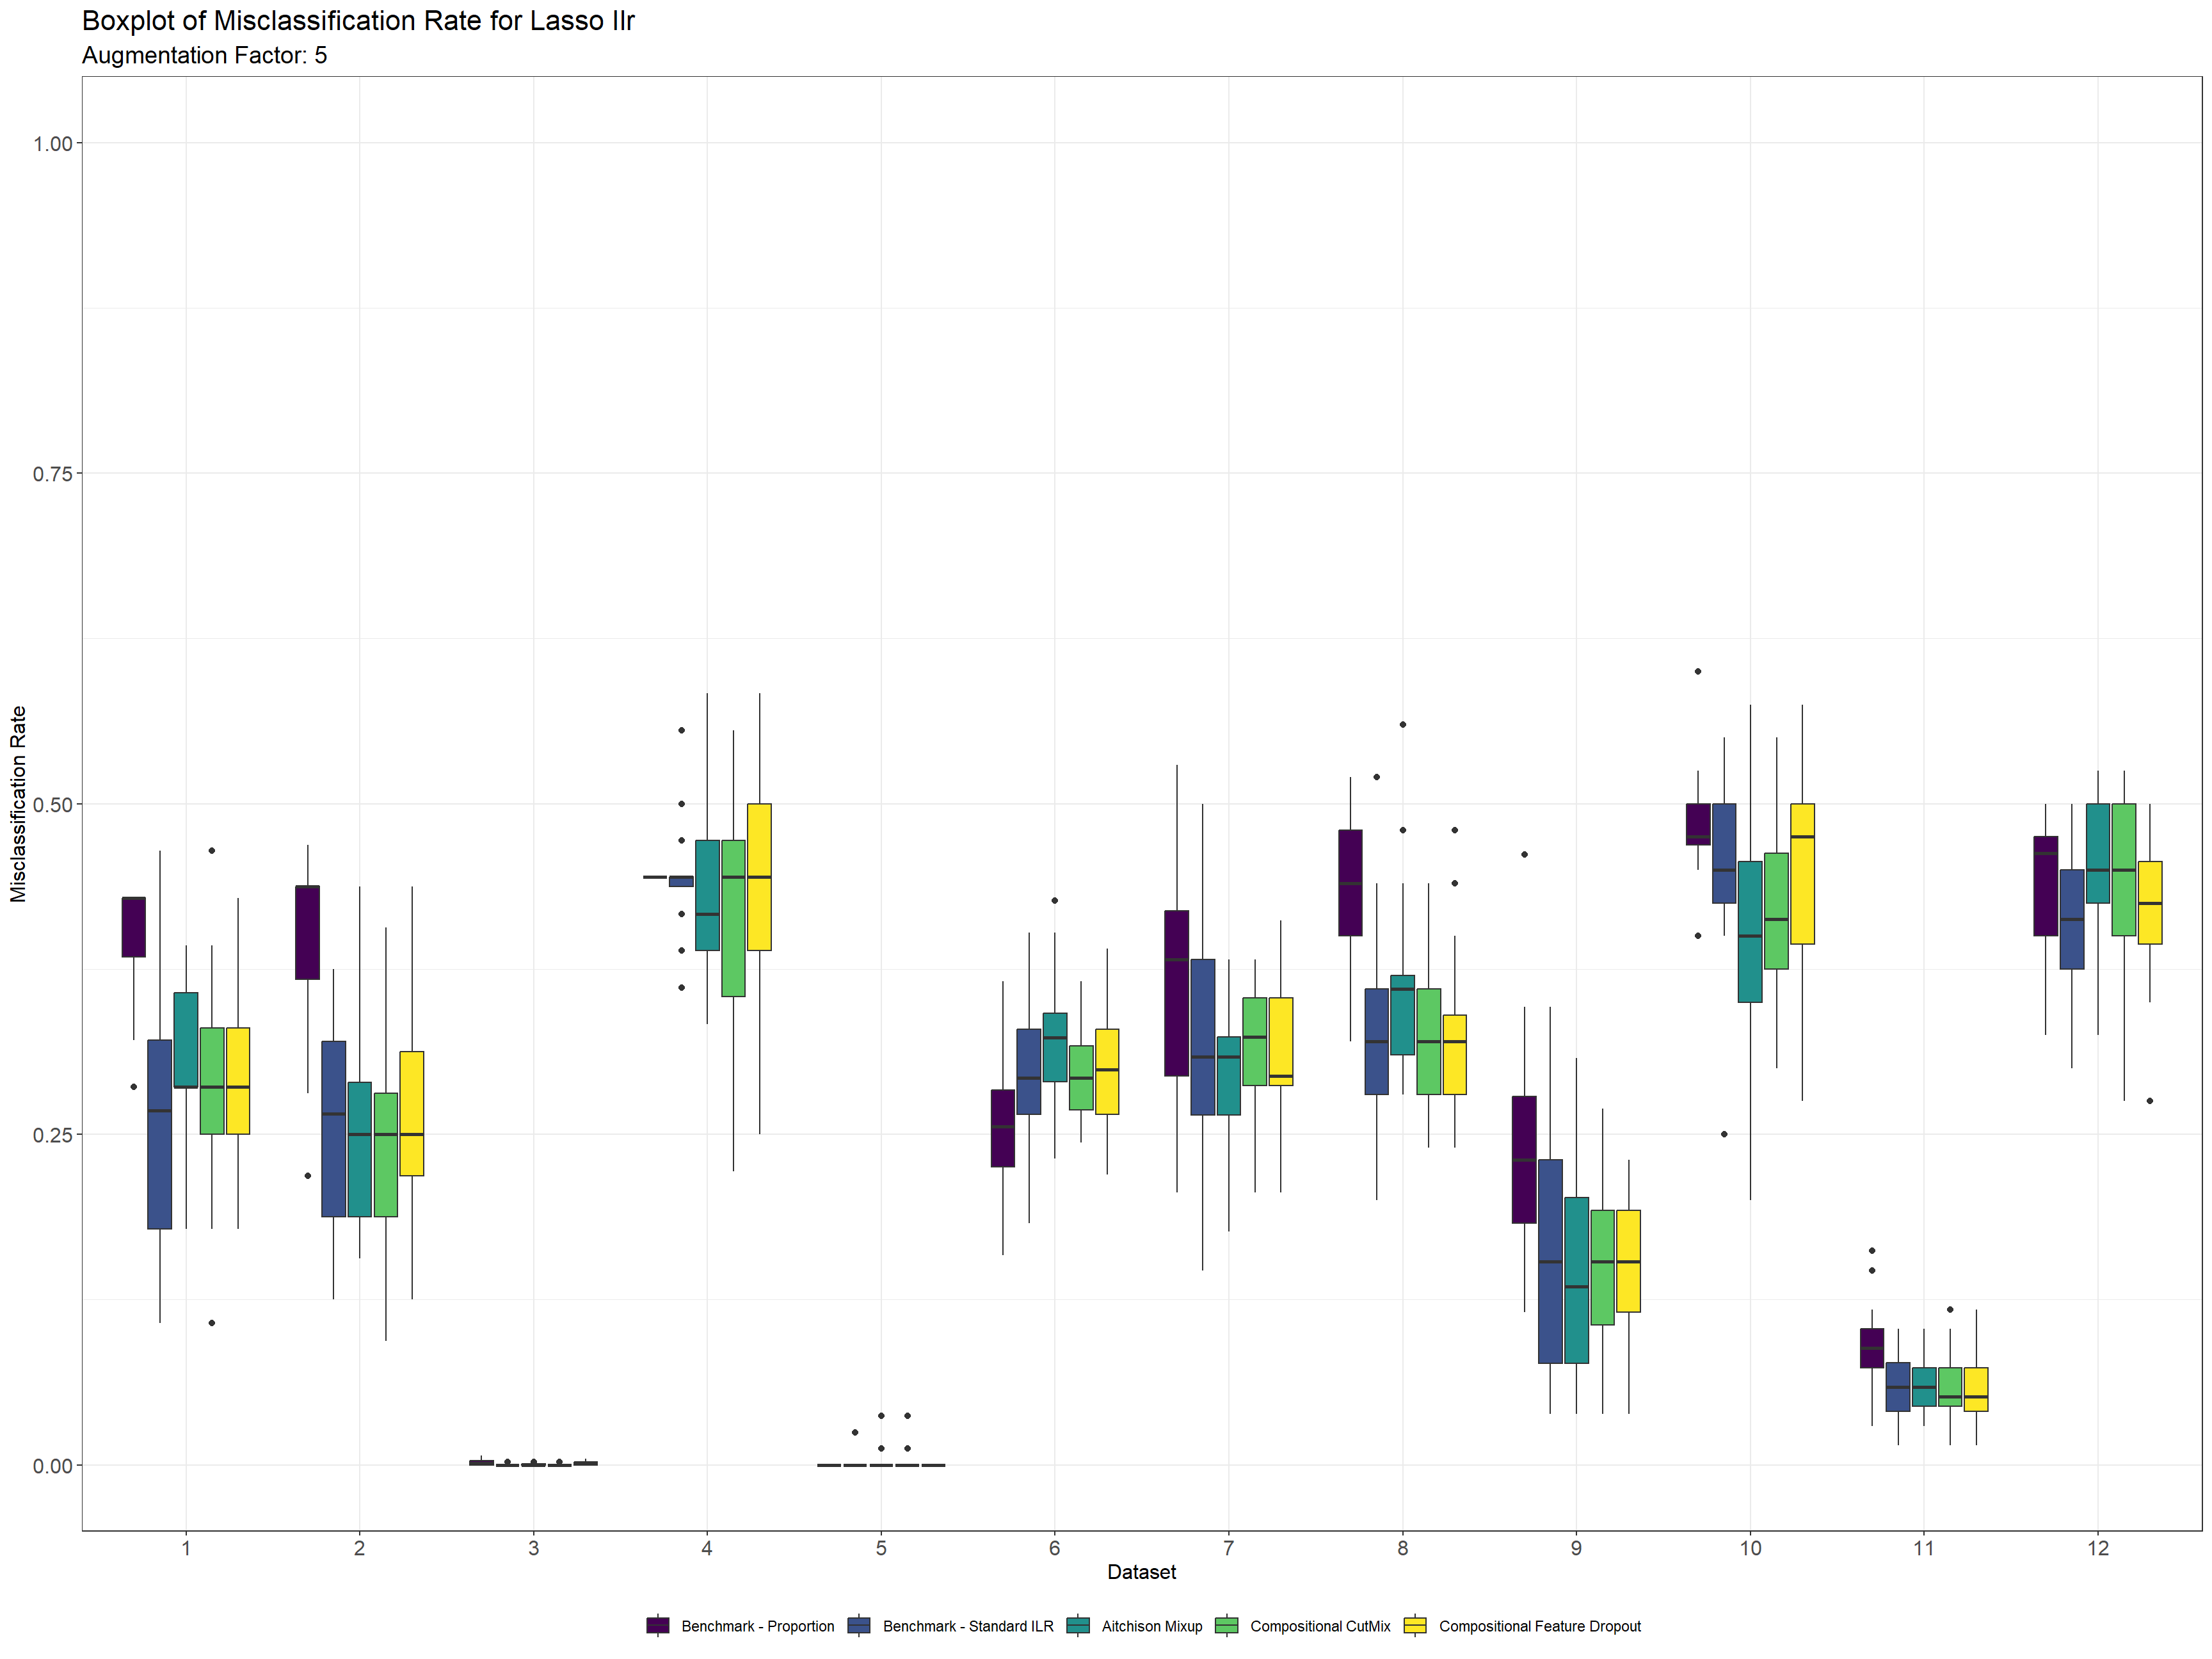 Boxplot of Misclassification Rate for Lasso Ilr
Augmentation Factor: 5
Misclassification Rate
1.00
0.75
0.50
0.25
0.00
1 2 3 4 5 6 7 8 9 10 11 12
Dataset
Benchmark - Proportion Benchmark - Standard ILR Aitchison Mixup Compositional CutMix Compositional Feature Dropout